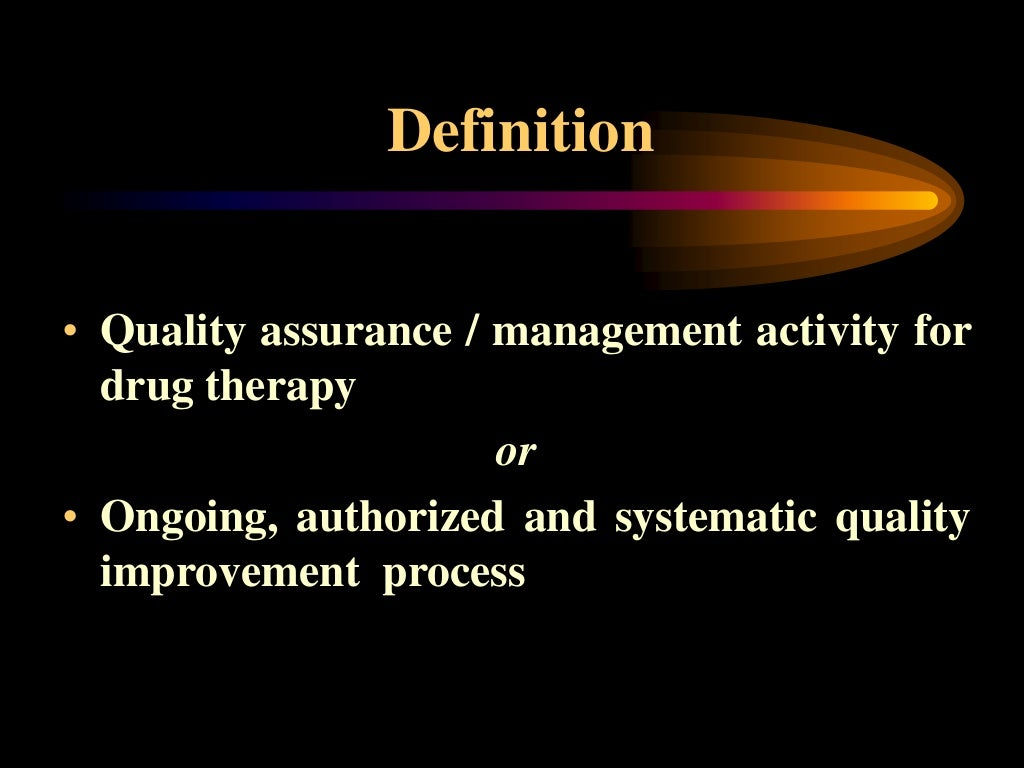 Definition
• Quality assurance / management activity for
drug therapy
or
• Ongoing, authorized and systematic quality
improvement process